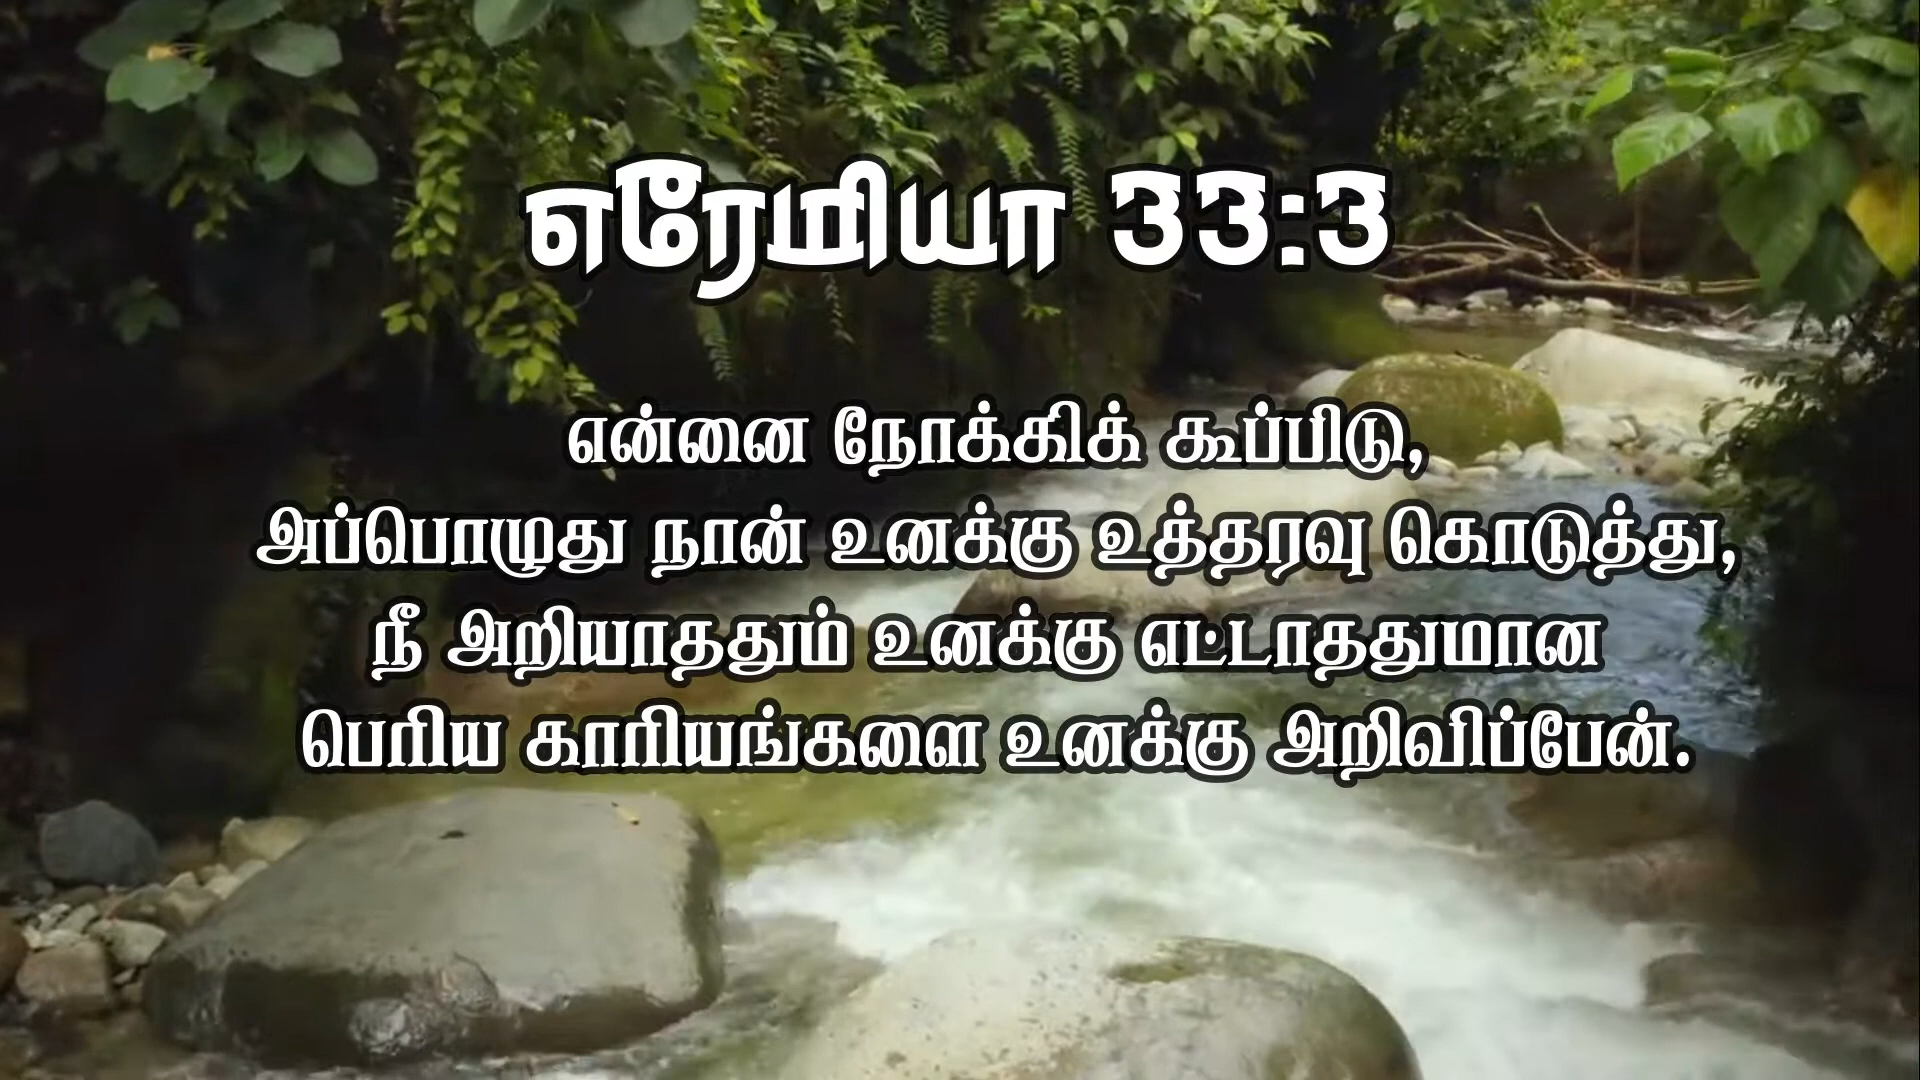 எரேமியா 33:3
என்னை நோக்கிக் கூப்பிடு,
அப்பொழுது நான் உனக்கு உத்தரவு கொடுத்து,
நீ அறியாததும் உனக்கு எட்டாததுமான
பெரிய காரியங்களை உனக்கு அறிவிப்பேன்.